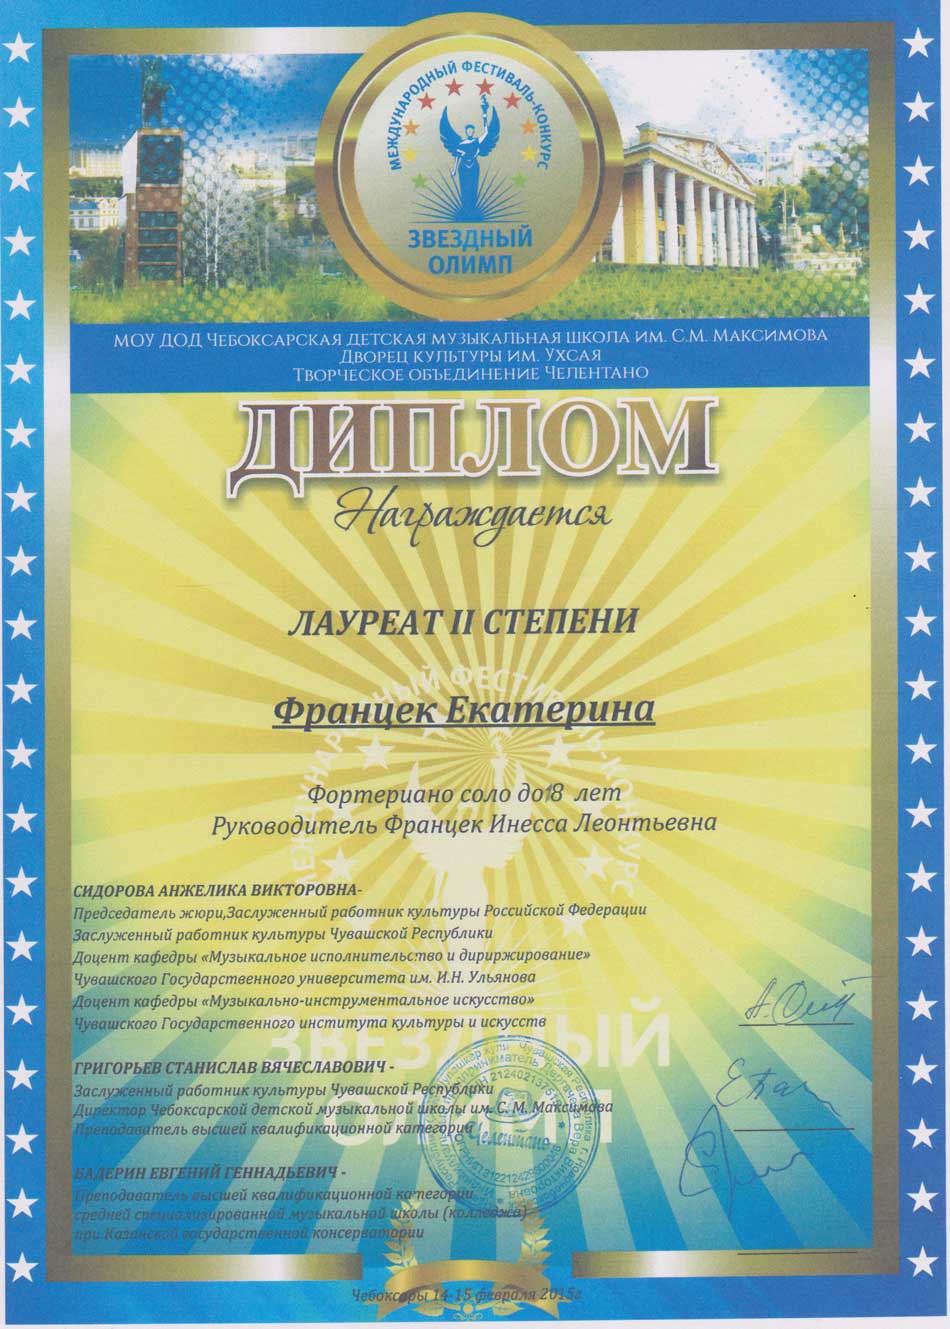 МЕЖДУНАРОДНЫЙ ФЕСТИВАЛЬ-КОНКУРС
ЗВЕЗДНЫЙ
ОЛИМП
МОУ ДОД Чебоксарская детская музыкальная школа им. С.М. Максимова
Дворец культуры им. Ухсая
Творческое объединение Челентано
ДИПЛОМ
Награждается
ЛАУРЕАТ II СТЕПЕНИ
Францек Екатерина
Фортериано соло до18 лет
Руководитель Францек Инесса Леонтьевна
СИДОРОВА АНЖЕЛИКА ВИКТОРОВНА-
Председатель жюри,Заслуженный работник культуры Российской Федерации
Заслуженный работник культуры Чувашской Республики
Доцент кафедры «Музыкальное исполнительство и дириржирование»
Чувашского Государственного университета им. И.Н. Ульянова
Доцент кафедры «Музыкально-инструментальное искусство»
Чувашского Государственного института культуры и искусств
ЗВЕЗДНЫЙ
ОЛИМП
ГРИГОРЬЕВ СТАНИСЛАВ ВЯЧЕСЛАВОВИЧ -
Заслуженный работник культуры Чувашской Республики
Директор Чебоксарской детской музыкальной школы им. С. М. Максимова
Преподаватель высшей квалификационной категории
Челентано
БАДЕРИН ЕВГЕНИЙ ГЕННАДЬЕВИЧ -
Преподаватель высшей квалификационной категории
средней специализированной музыкальной школы (колледжа)
при Казанской государственной консерватории
Чебоксары 14-15 февраля 2015г